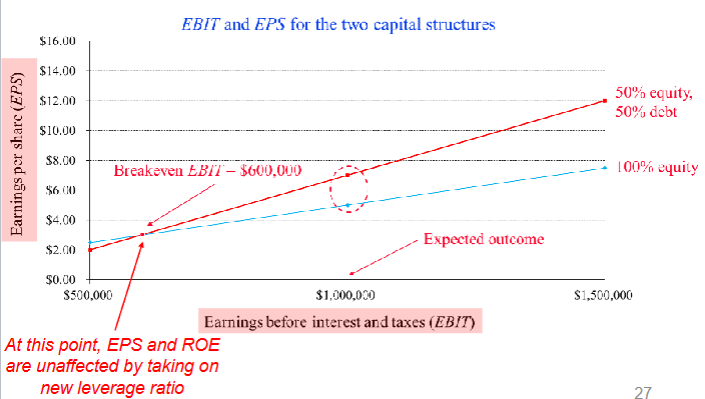 EBIT and EPS for the two capital structures
$16.00
$14.00
$12.00
$10.00
$8.00
$6.00
$4.00
$2.00
$0.00
Earnings per share (EPS)
50% equity,
50% debt
100% equity
Breakeven EBIT – $600,000
Expected outcome
$500,000
$1,000,000
$1,500,000
Earnings before interest and taxes (EBIT)
At this point, EPS and ROE
are unaffected by taking on
new leverage ratio
27